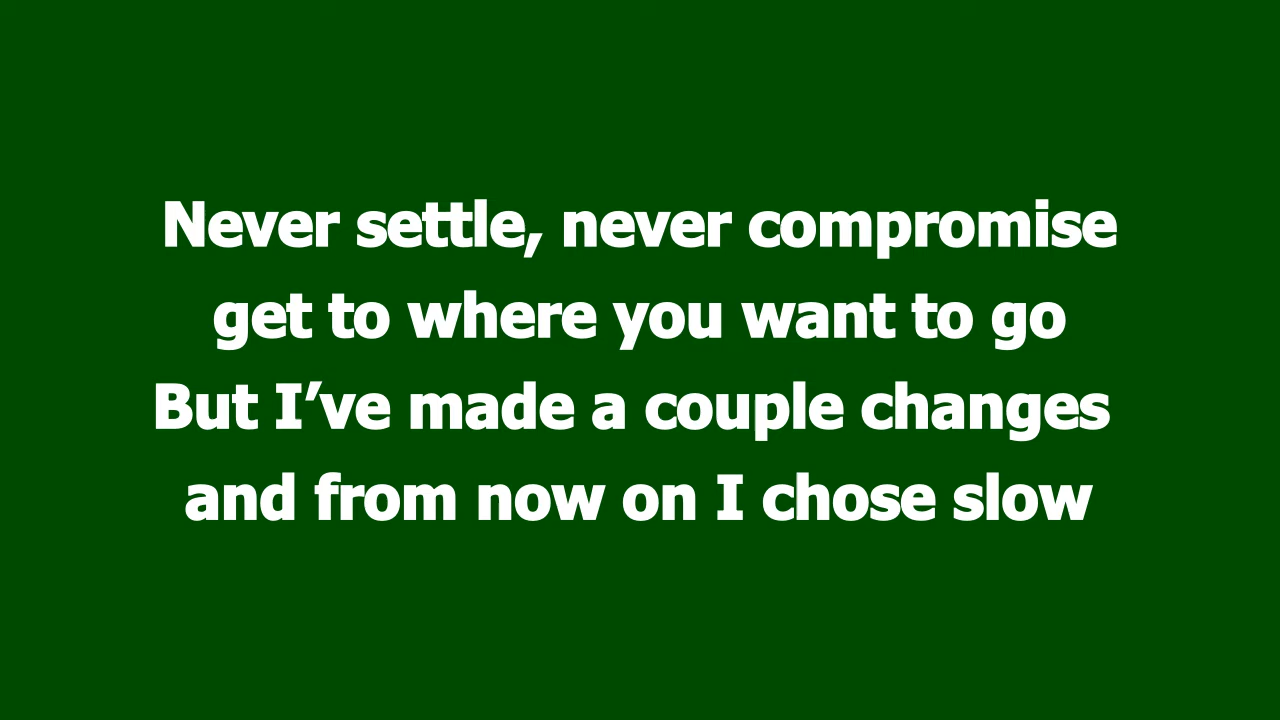 Never settle, never compromise
get to where you want to go
But I’ve made a couple changes
and from now on I chose slow